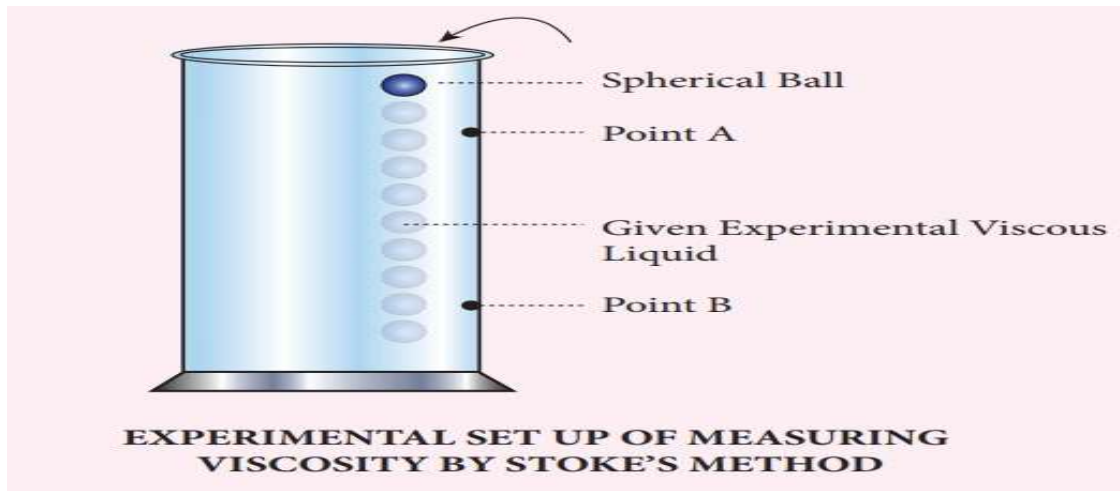 Spherical Ball
Point A
Given Experimental Viscous
Liquid
Point B
EXPERIMENTAL SET UP OF MEASURING
VISCOSITY BY STOKE'S METHOD